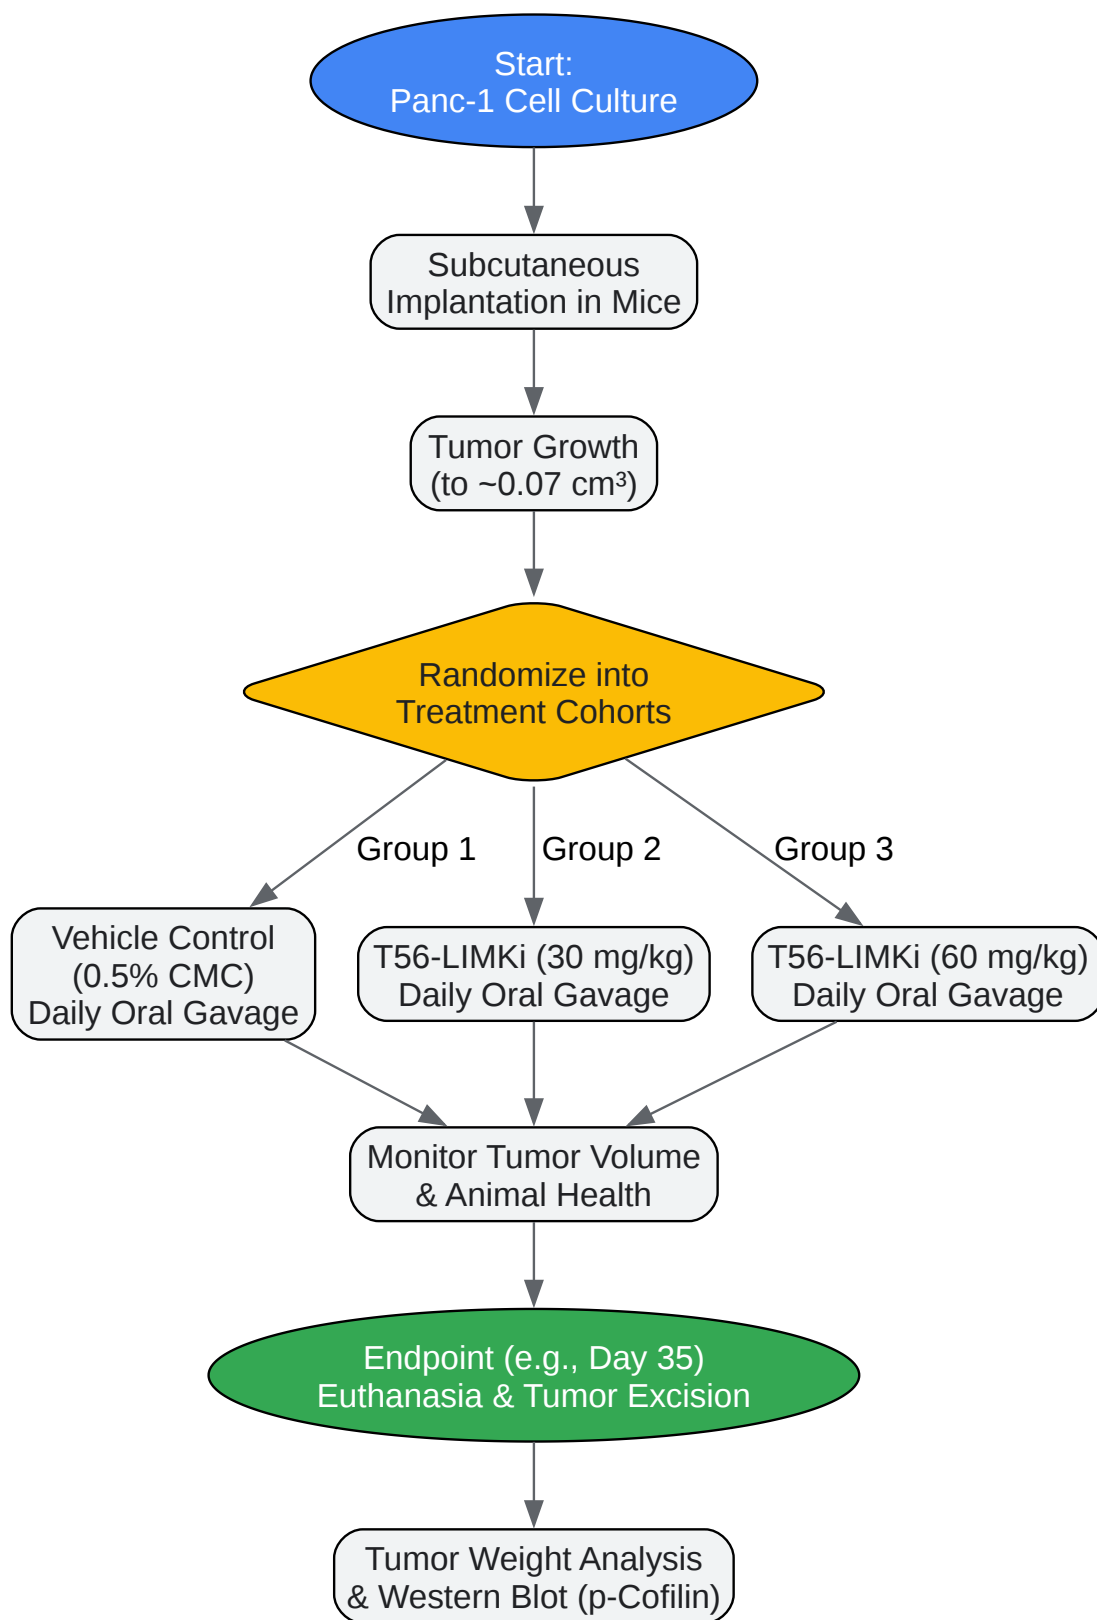 Start:
Panc-1 Cell Culture
Subcutaneous
Implantation in Mice
Tumor Growth
(to ~0.07 cm³)
Randomize into
Treatment Cohorts
Group 1
Group 2
Group 3
Vehicle Control
(0.5% CMC)
Daily Oral Gavage
T56-LIMKi (30 mg/kg)
Daily Oral Gavage
T56-LIMKi (60 mg/kg)
Daily Oral Gavage
Monitor Tumor Volume
& Animal Health
Endpoint (e.g., Day 35)
Euthanasia & Tumor Excision
Tumor Weight Analysis
& Western Blot (p-Cofilin)